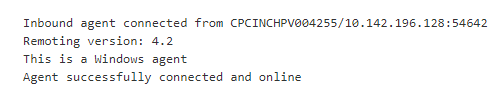 Inbound agent connected from CPCINCHPV004255/10.142.196.128:54642
Remoting version: 4.2
This is a Windows agent
Agent successfully connected and online